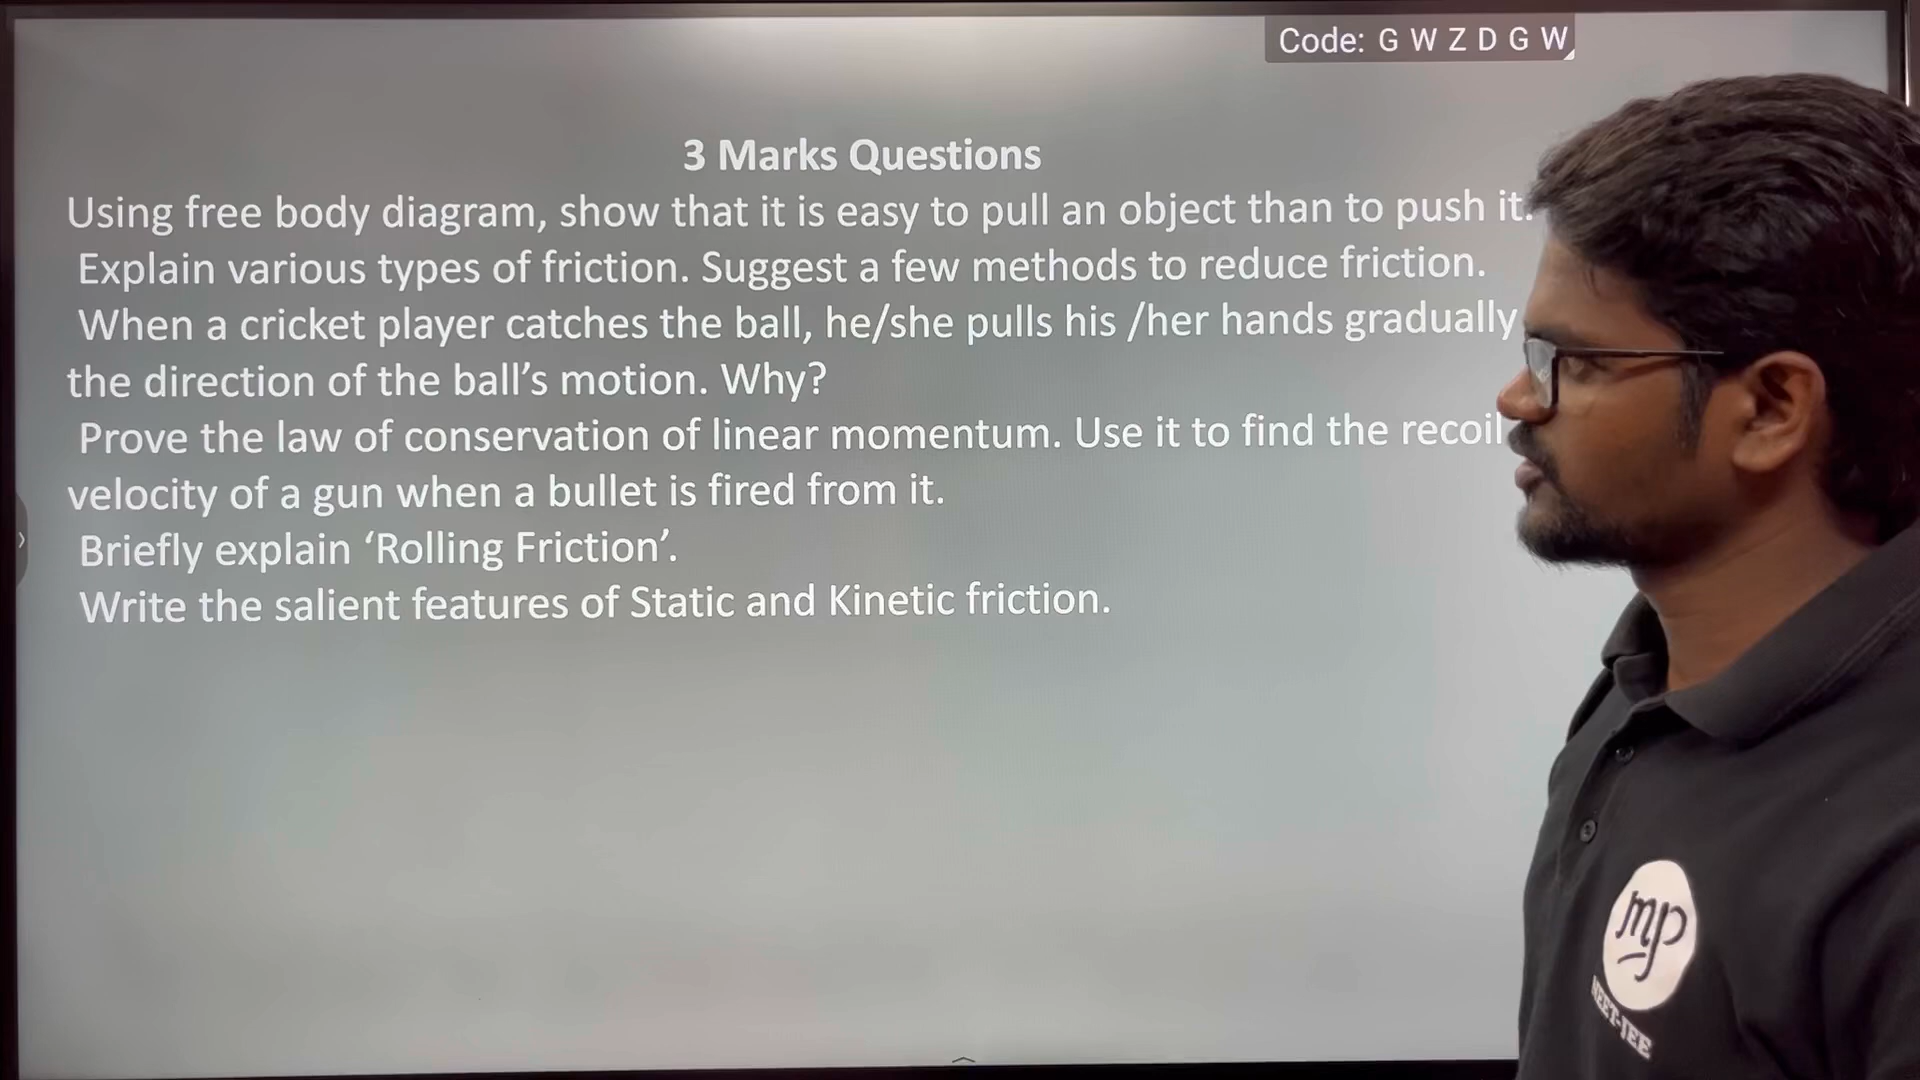 Code: G W Z D G W
3 Marks Questions
Using free body diagram, show that it is easy to pull an object than to push it.
Explain various types of friction. Suggest a few methods to reduce friction.
When a cricket player catches the ball, he/she pulls his /her hands gradually
the direction of the ball’s motion. Why?
Prove the law of conservation of linear momentum. Use it to find the recoil
velocity of a gun when a bullet is fired from it.
Briefly explain ‘Rolling Friction’.
Write the salient features of Static and Kinetic friction.
mp
NEET-JEE